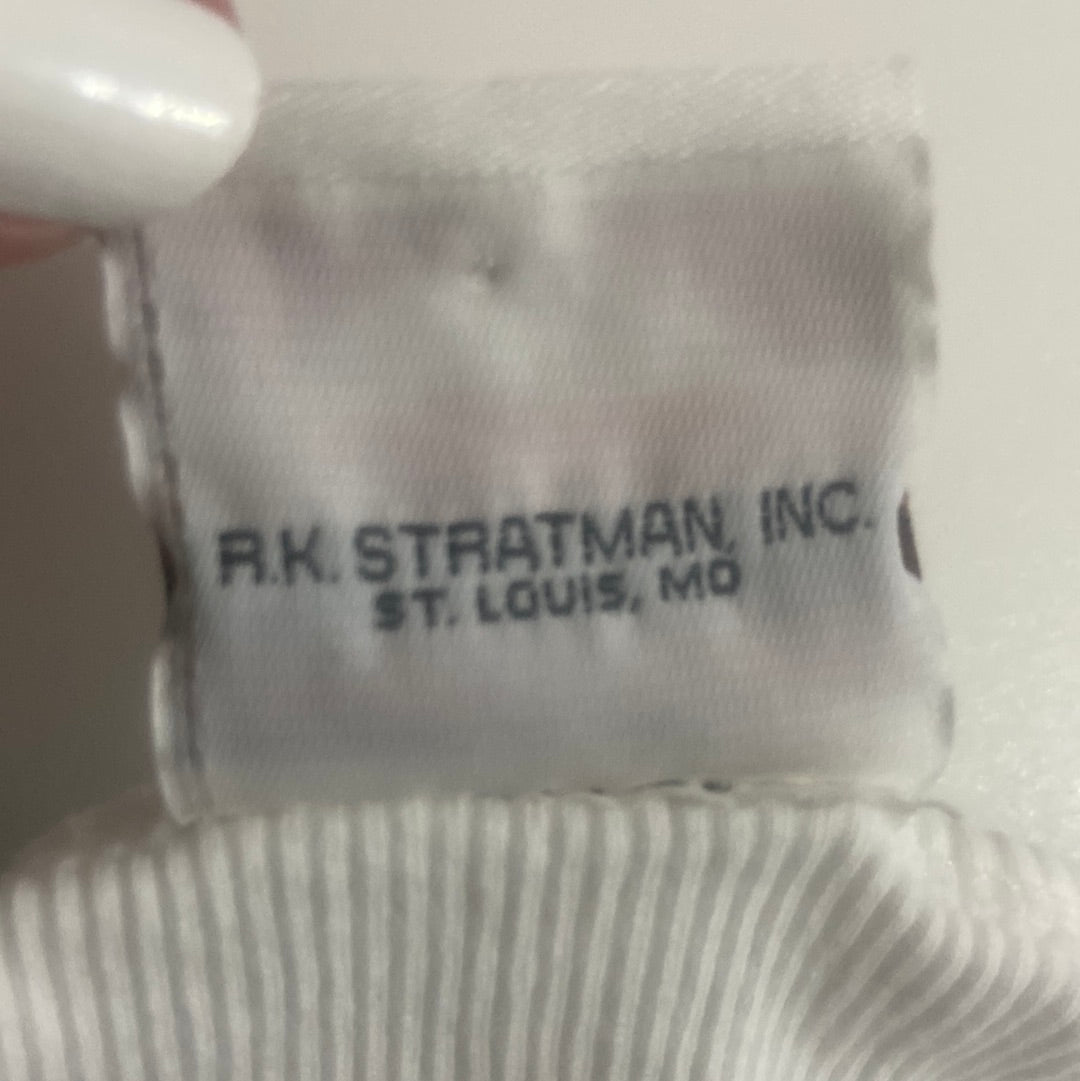 R.K. STRATMAN, INC.
ST. LOUIS, MO